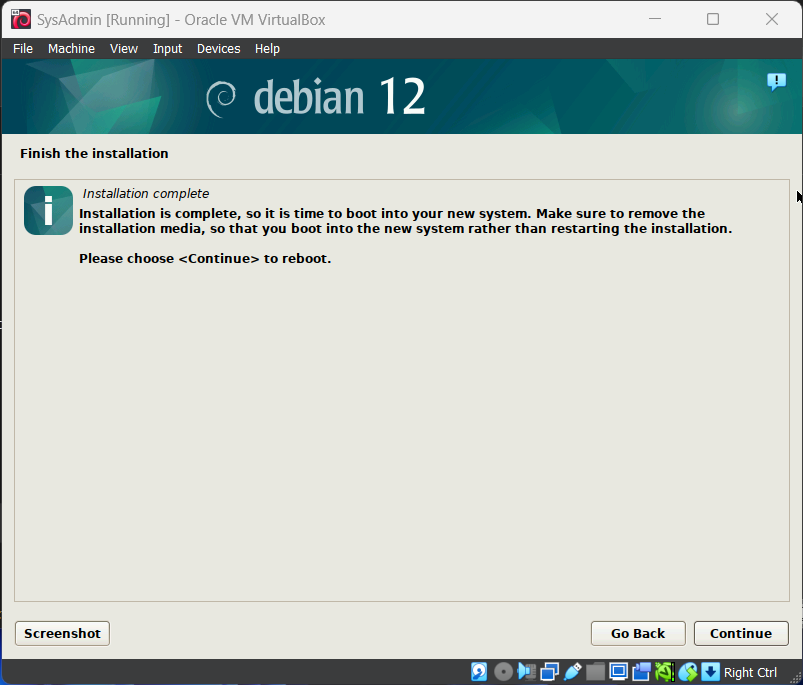 SysAdmin [Running] - Oracle VM VirtualBox
File Machine View Input Devices Help
debian 12
Finish the installation
Installation complete
Installation is complete, so it is time to boot into your new system. Make sure to remove the
installation media, so that you boot into the new system rather than restarting the installation.
Please choose <Continue> to reboot.
Screenshot Go Back Continue
Right Ctrl